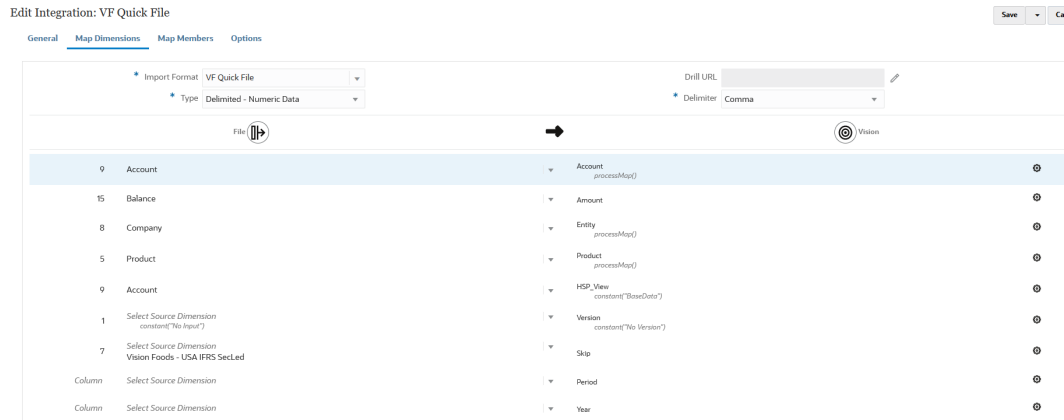 Edit Integration: VF Quick File
Save Ca
General Map Dimensions Map Members Options
* Import Format VF Quick File Drill URL
* Type Delimited - Numeric Data * Delimiter Comma
File Vision
9 Account Account
processMap()
15 Balance Amount
8 Company Entity
processMap()
5 Product Product
processMap()
9 Account HSP_View
constant("BaseData")
1 Select Source Dimension Version
constant("No Input") constant("No Version")
7 Select Source Dimension
Vision Foods - USA IFRS SecLed Skip
Column Select Source Dimension Period
Column Select Source Dimension Year